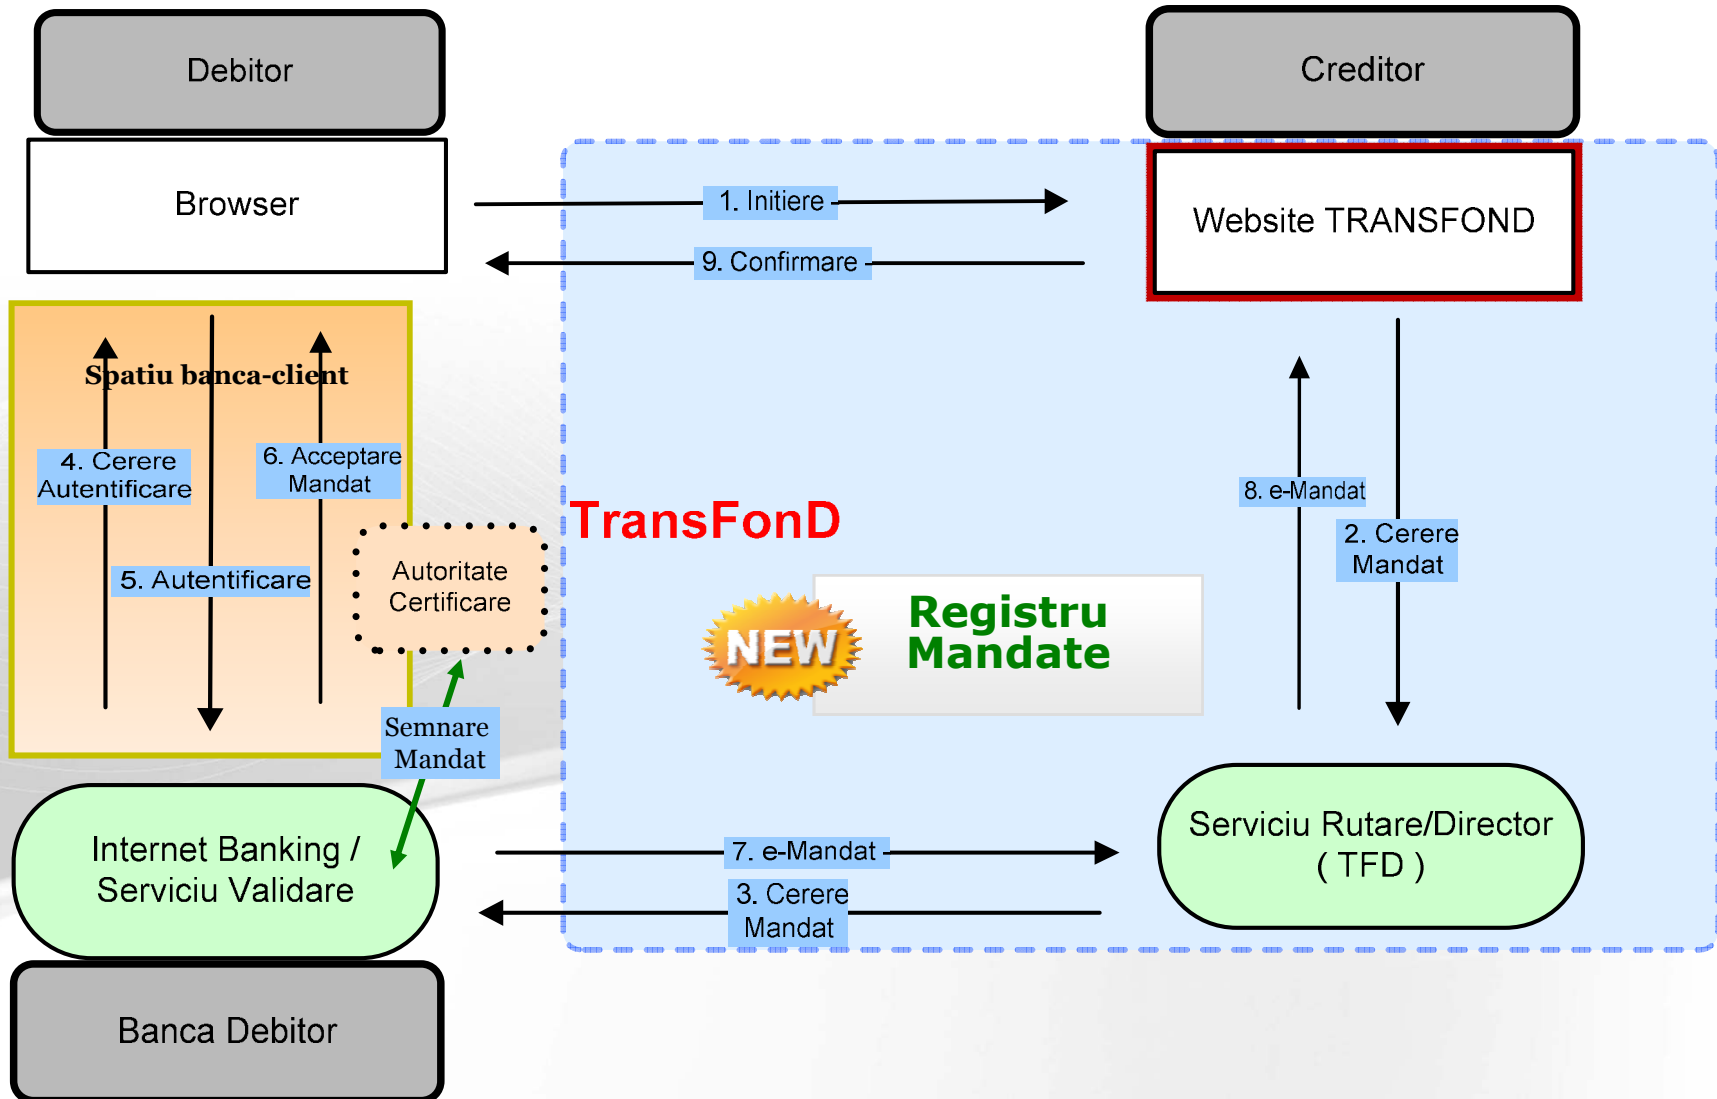 Debitor
Creditor
Browser
Website TRANSFOND
1. Initiere
9. Confirmare
Spatiu banca-client
4. Cerere
Autentificare
6. Acceptare
Mandat
5. Autentificare
Autoritate
Certificare
TransFonD
8. e-Mandat
2. Cerere
Mandat
NEW
Registru
Mandate
Semnare
Mandat
Internet Banking /
Serviciu Validare
7. e-Mandat
3. Cerere
Mandat
Serviciu Rutare/Director
( TFD )
Banca Debitor